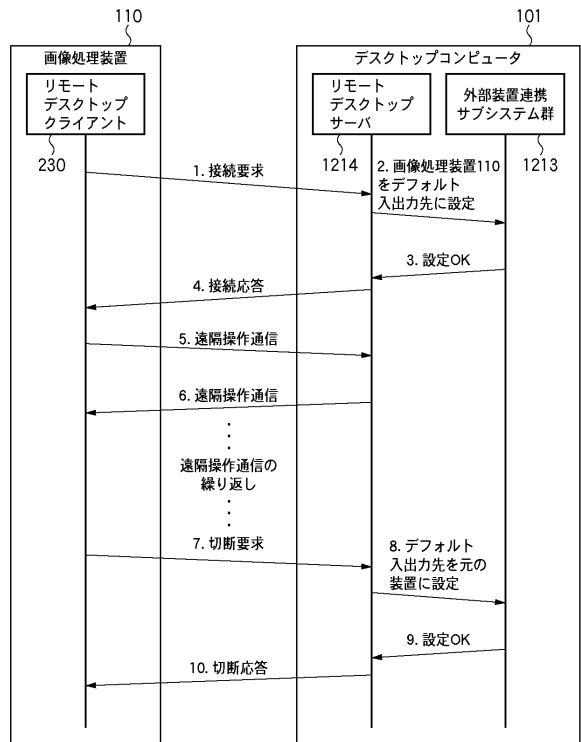 110
101
画像処理装置
デスクトップコンピュータ
リモート
デスクトップ
クライアント
リモート
デスクトップ
サーバ
外部装置連携
サブシステム群
230
1214
1213
1. 接続要求
2. 画像処理装置110
をデフォルト
入出力先に設定
3. 設定OK
4. 接続応答
5. 遠隔操作通信
6. 遠隔操作通信
遠隔操作通信の
繰り返し
7. 切断要求
8. デフォルト
入出力先を元の
装置に設定
9. 設定OK
10. 切断応答